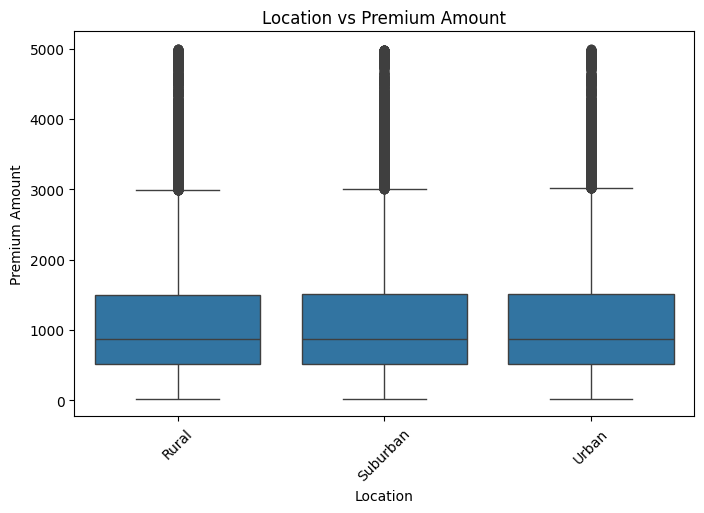 Location vs Premium Amount
Premium Amount
5000
4000
3000
2000
1000
0
Rural
Suburban
Urban
Location